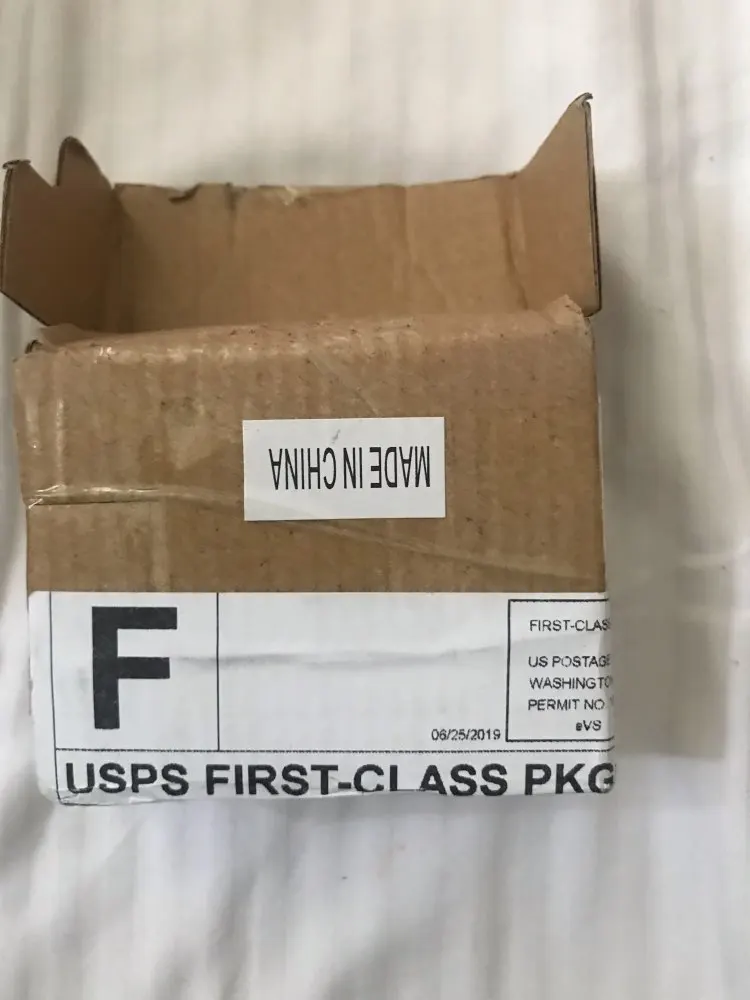 MADE IN CHINA
F
FIRST-CLAS
US POSTAGE
WASHINGTO
PERMIT NO
eVS
06/25/2019
USPS FIRST-CLASS PKG